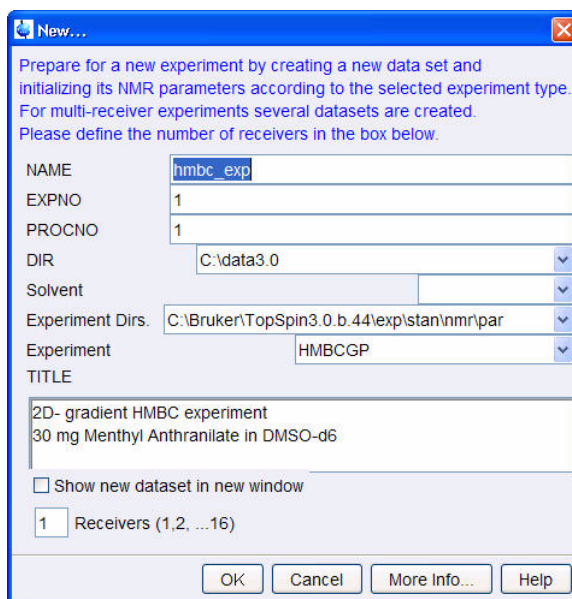 New...
Prepare for a new experiment by creating a new data set and
initializing its NMR parameters according to the selected experiment type.
For multi-receiver experiments several datasets are created.
Please define the number of receivers in the box below.
NAME hmbc_exp
EXPNO 1
PROCNO 1
DIR C:\data3.0
Solvent
Experiment Dirs. C:\Bruker\TopSpin3.0.b.44\exp\stan\nmr\par
Experiment HMBCGP
TITLE
2D- gradient HMBC experiment
30 mg Menthyl Anthranilate in DMSO-d6
Show new dataset in new window
1 Receivers (1,2, ...16)
OK Cancel More Info... Help